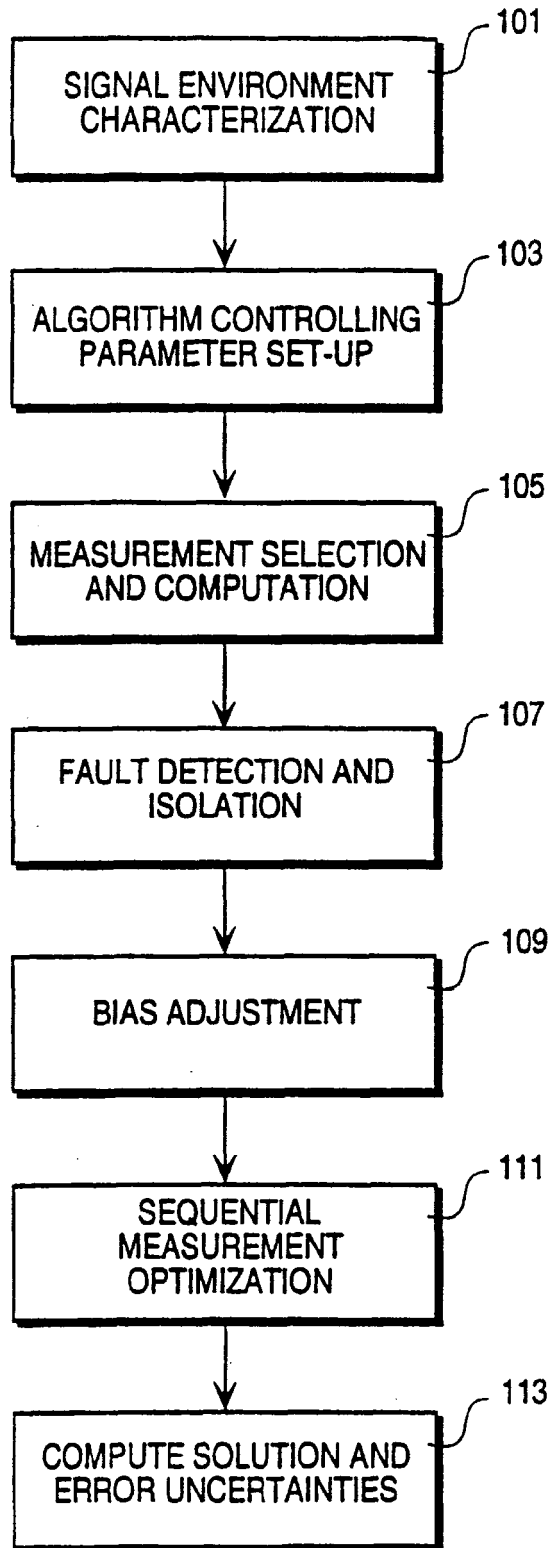 101
SIGNAL ENVIRONMENT
CHARACTERIZATION
103
ALGORITHM CONTROLLING
PARAMETER SET-UP
105
MEASUREMENT SELECTION
AND COMPUTATION
107
FAULT DETECTION AND
ISOLATION
109
BIAS ADJUSTMENT
111
SEQUENTIAL
MEASUREMENT
OPTIMIZATION
113
COMPUTE SOLUTION AND
ERROR UNCERTAINTIES